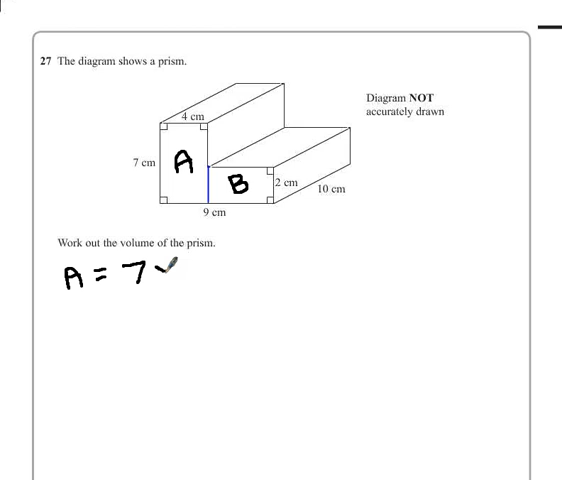 27 The diagram shows a prism.
Diagram NOT
accurately drawn
4 cm
7 cm
A
B
2 cm
10 cm
9 cm
Work out the volume of the prism.
A = 7